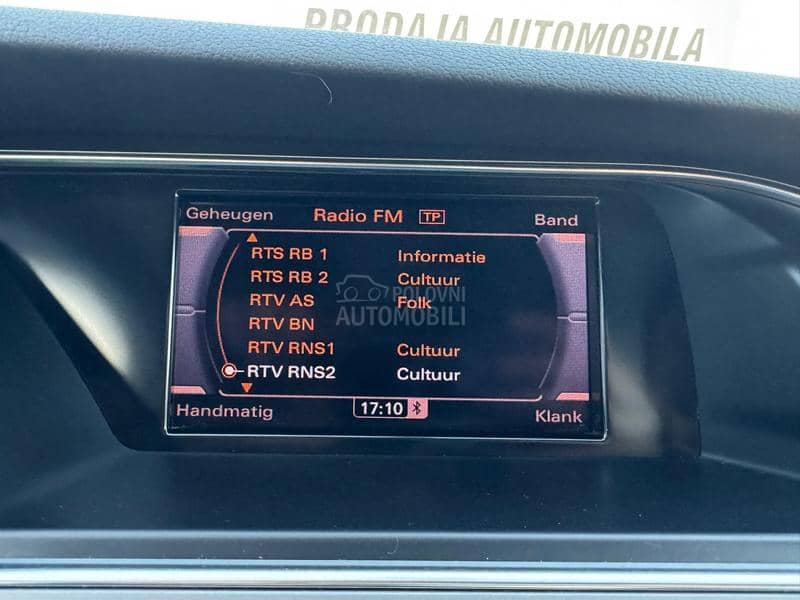 PRODAJA AUTOMOBILA
Geheugen Radio FM TP Band
RTS RB 1 Informatie
RTS RB 2 Cultuur
RTV AS Folk
RTV BN
RTV RNS1 Cultuur
RTV RNS2 Cultuur
POLOVNI
AUTOMOBILI
Handmatig 17:10 Klank